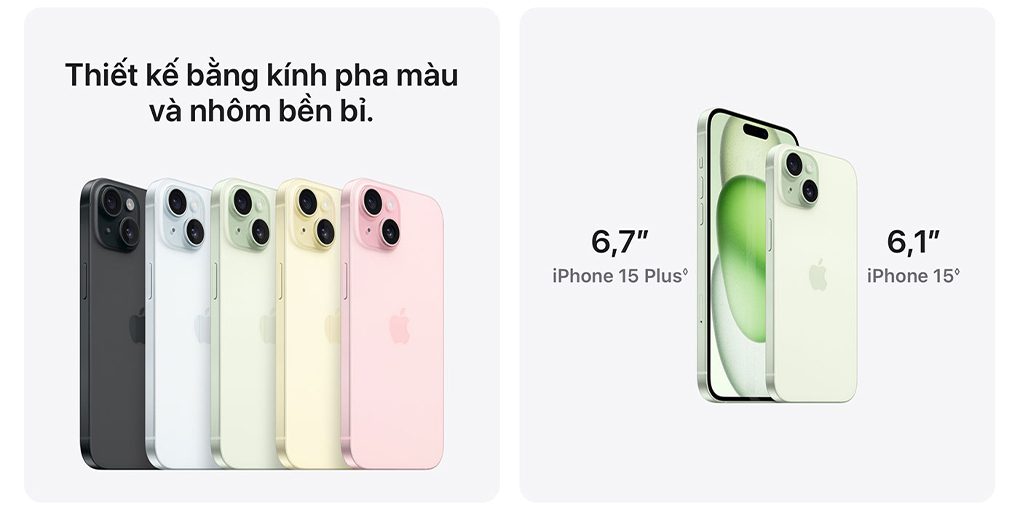 Thiết kế bằng kính pha màu
và nhôm bền bỉ.
6,7″
iPhone 15 Plus◊
6,1″
iPhone 15◊